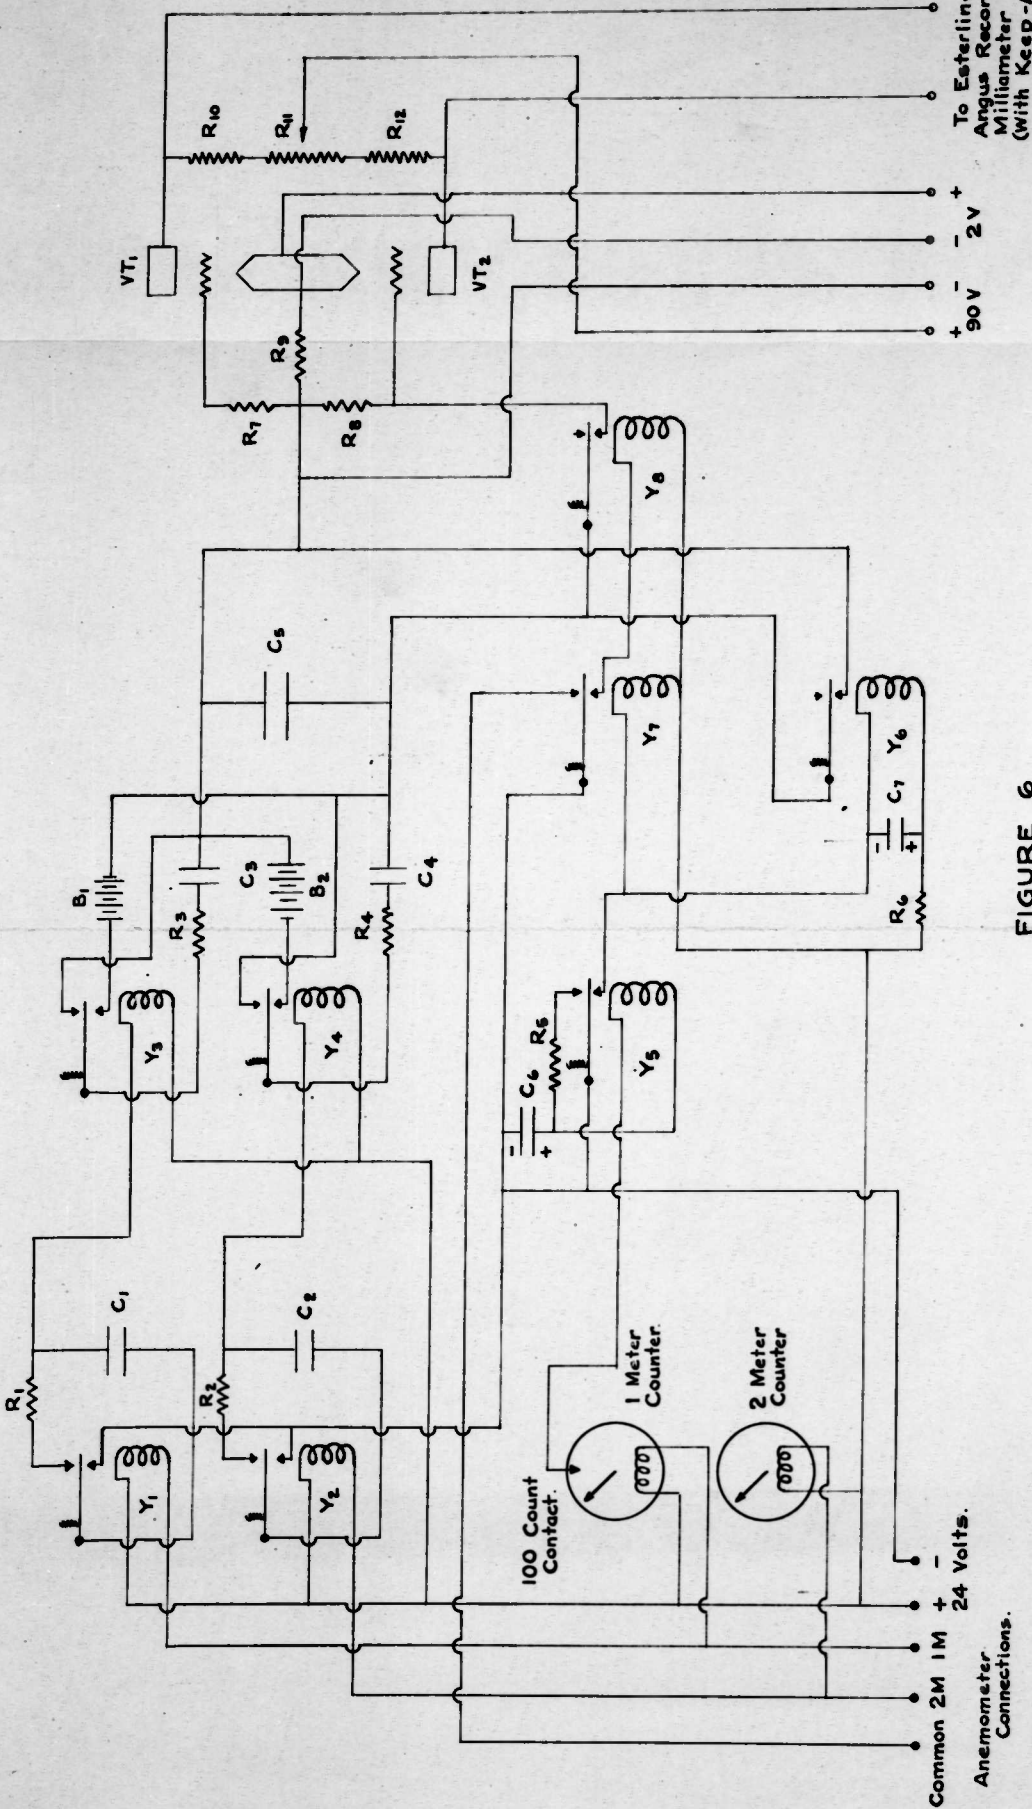 R1
C1
Y1
R2
C2
Y2
B1
R3
Y3
C3
B2
R4
C4
Y4
C5
R7
R8
R9
VT1
VT2
R10
R11
R12
C6
R5
Y5
Y7
Y8
Y6
C7
R6
-
+
-
+
100 Count
Contact.
1 Meter
Counter.
2 Meter
Counter
Common 2M 1M + -
24 Volts.
Anemometer
Connections.
+ - - +
90V 2V
To Esterlin
Angus Recor
Milliameter
(With Keep-
FIGURE 6